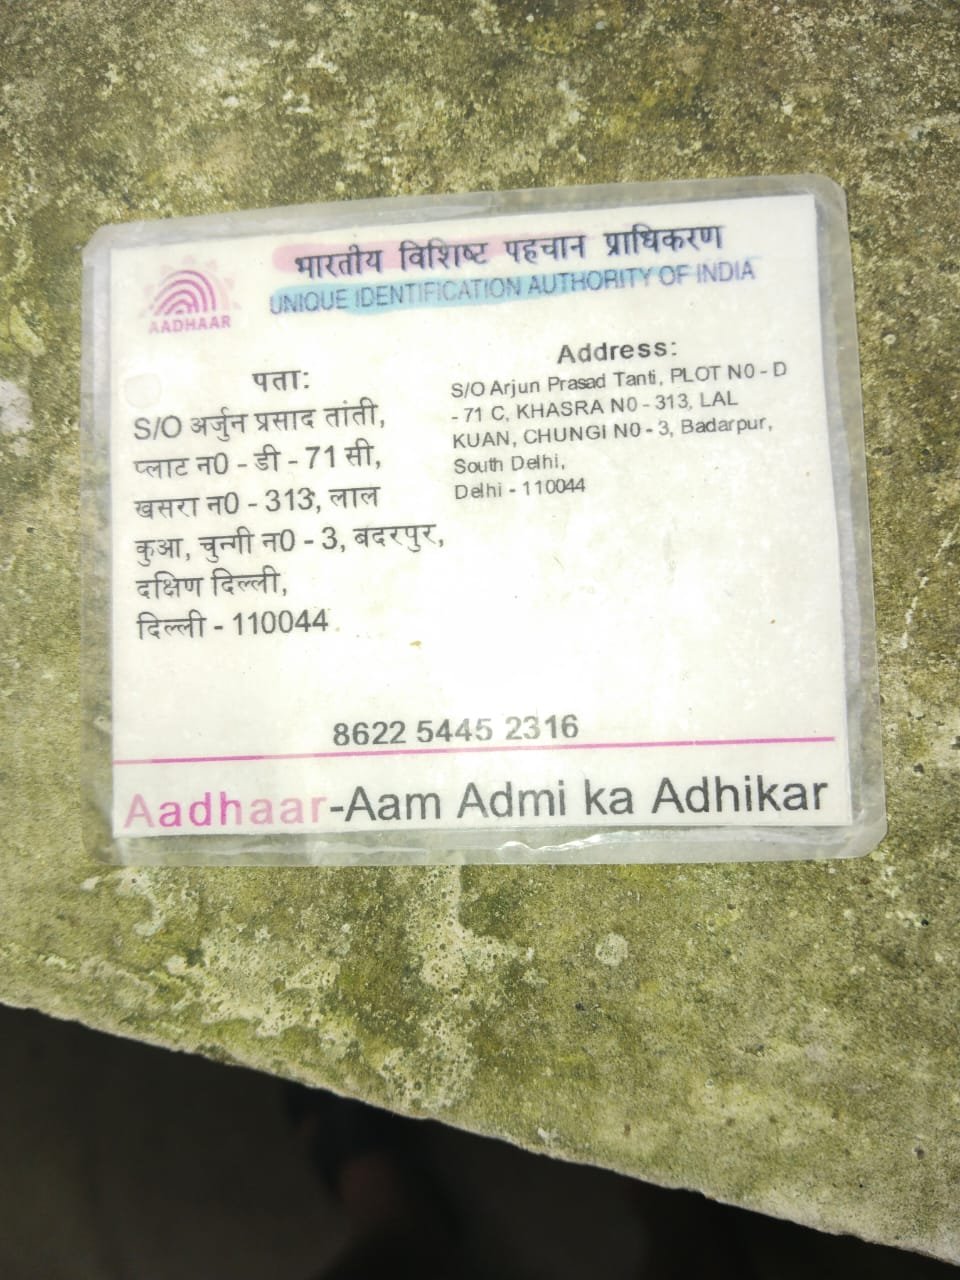 भारतीय विशिष्ट पहचान प्राधिकरण
UNIQUE IDENTIFICATION AUTHORITY OF INDIA
AADHAAR
पता:
S/O अर्जुन प्रसाद तांती,
प्लाट न0 - डी - 71 सी,
खसरा न0 - 313, लाल
कुआ, चुन्गी न0 - 3, बदरपुर,
दक्षिण दिल्ली,
दिल्ली - 110044
Address:
S/O Arjun Prasad Tanti, PLOT N0 - D
- 71 C, KHASRA N0 - 313, LAL
KUAN, CHUNGI N0 - 3, Badarpur,
South Delhi,
Delhi - 110044
8622 5445 2316
Aadhaar-Aam Admi ka Adhikar